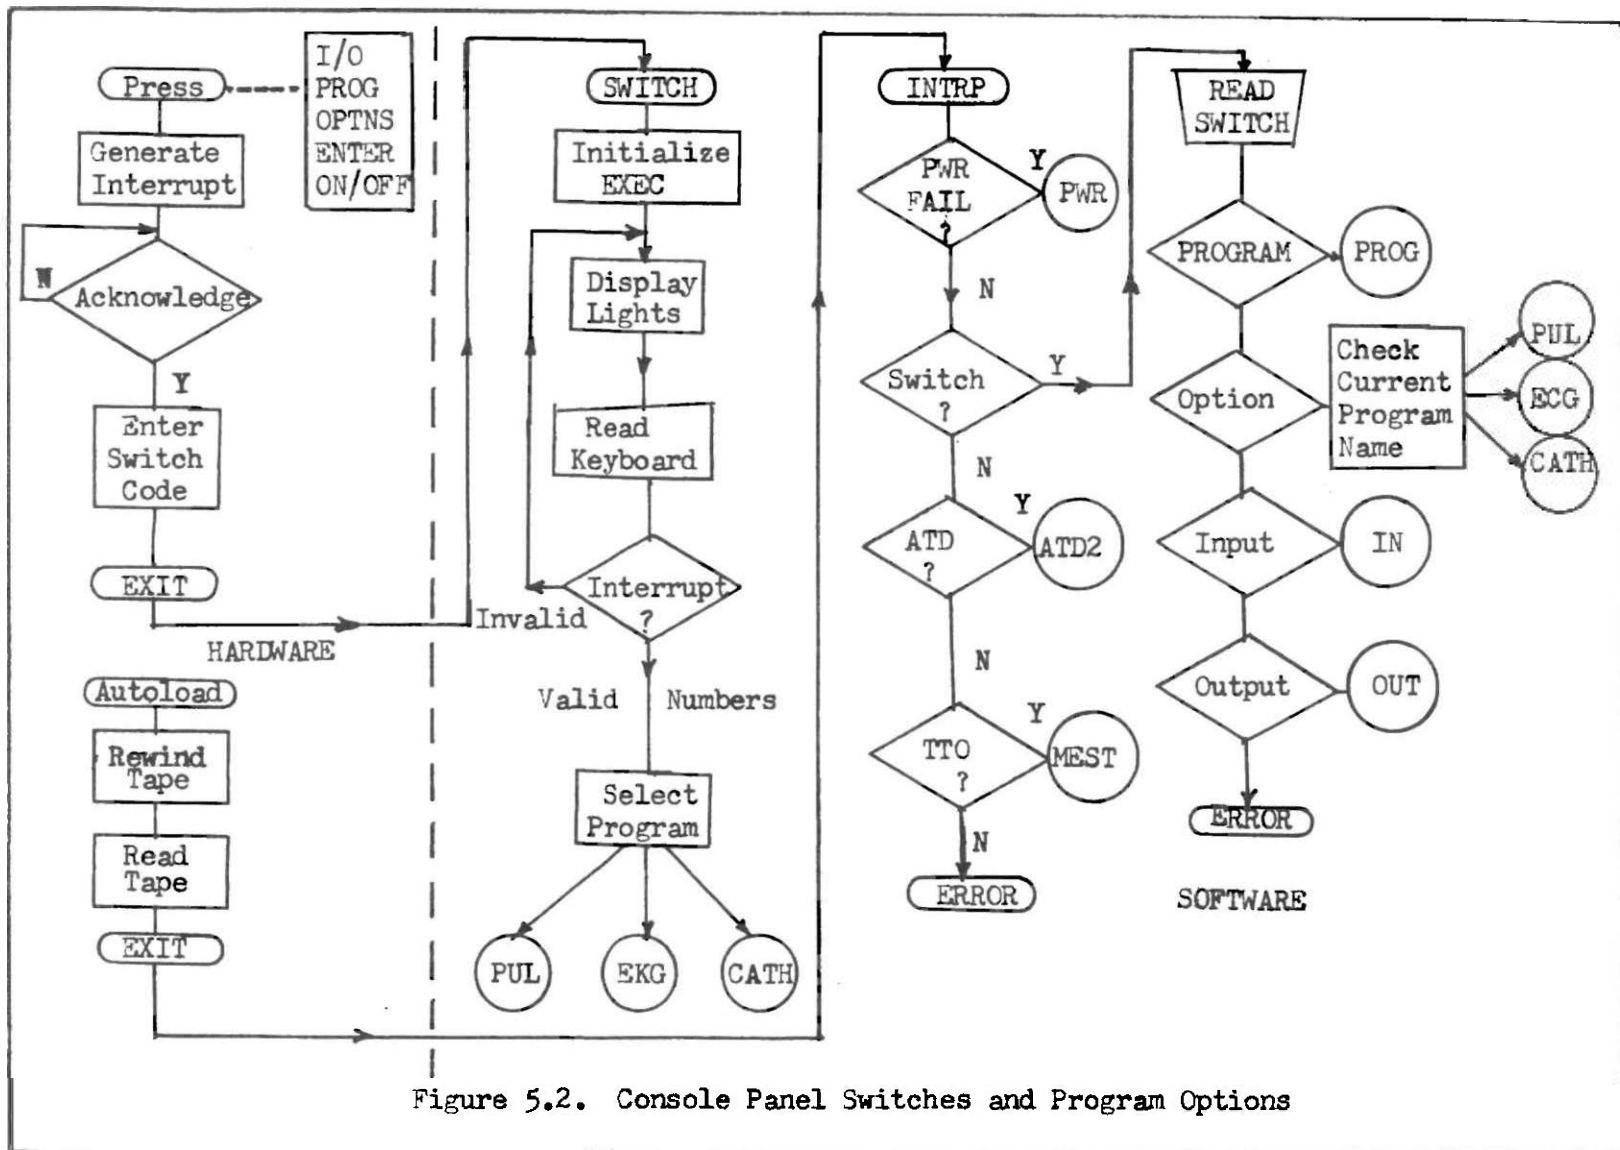 Press
I/O
PROG
OPTNS
ENTER
ON/OFF
Generate
Interrupt
N
Acknowledge
Y
Enter
Switch
Code
EXIT
HARDWARE
Autoload
Rewind
Tape
Read
Tape
EXIT
SWITCH
Initialize
EXEC
Display
Lights
Read
Keyboard
Interrupt
?
Invalid
Valid Numbers
Select
Program
PUL
EKG
CATH
INTRP
PWR
FAIL
?
Y
PWR
N
Switch
?
Y
N
ATD
?
Y
ATD2
N
TTO
?
Y
MEST
N
ERROR
READ
SWITCH
PROGRAM
PROG
Option
Check
Current
Program
Name
PUL
ECG
CATH
Input
IN
Output
OUT
ERROR
SOFTWARE
Figure 5.2. Console Panel Switches and Program Options